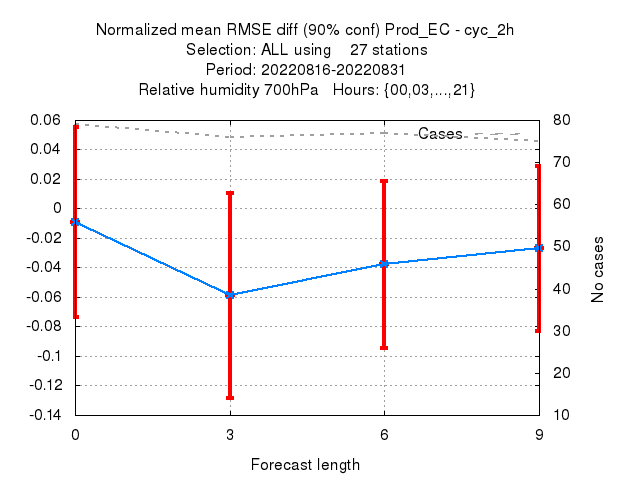 Normalized mean RMSE diff (90% conf) Prod_EC - cyc_2h
Selection: ALL using 27 stations
Period: 20220816-20220831
Relative humidity 700hPa Hours: {00,03,...,21}
0.06
0.04
0.02
0
-0.02
-0.04
-0.06
-0.08
-0.1
-0.12
-0.14
Cases
80
70
60
50
40
30
20
10
No cases
0 3 6 9
Forecast length